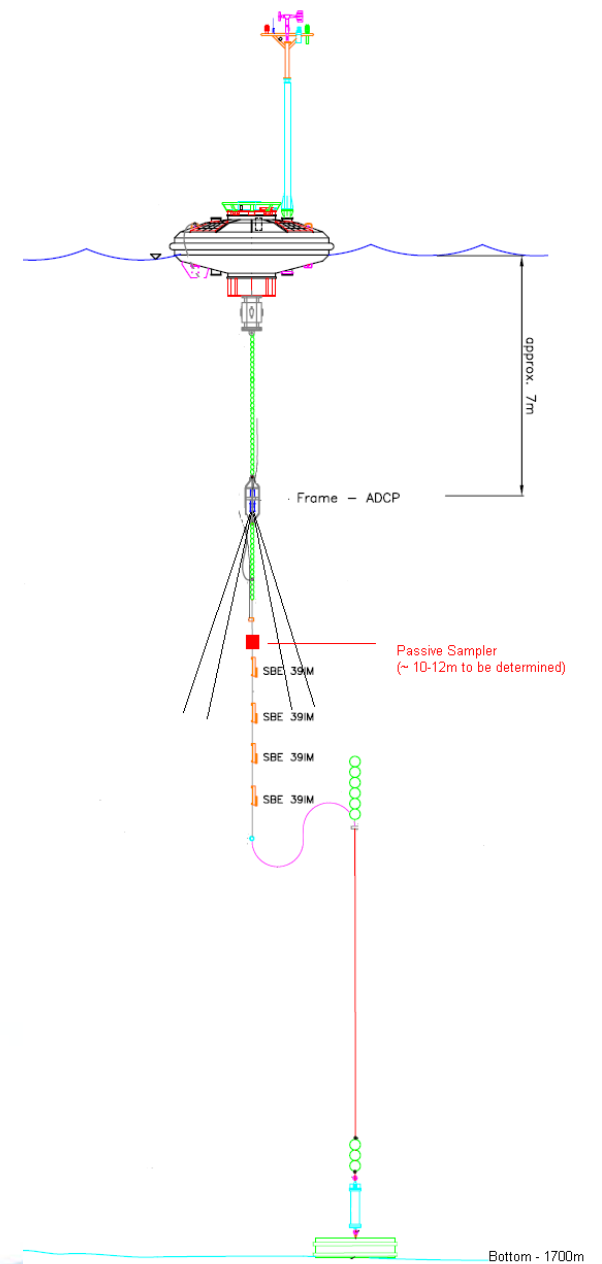 approx. 7m
Frame - ADCP
Passive Sampler
(~ 10-12m to be determined)
SBE 39IM
SBE 39IM
SBE 39IM
SBE 39IM
Bottom - 1700m